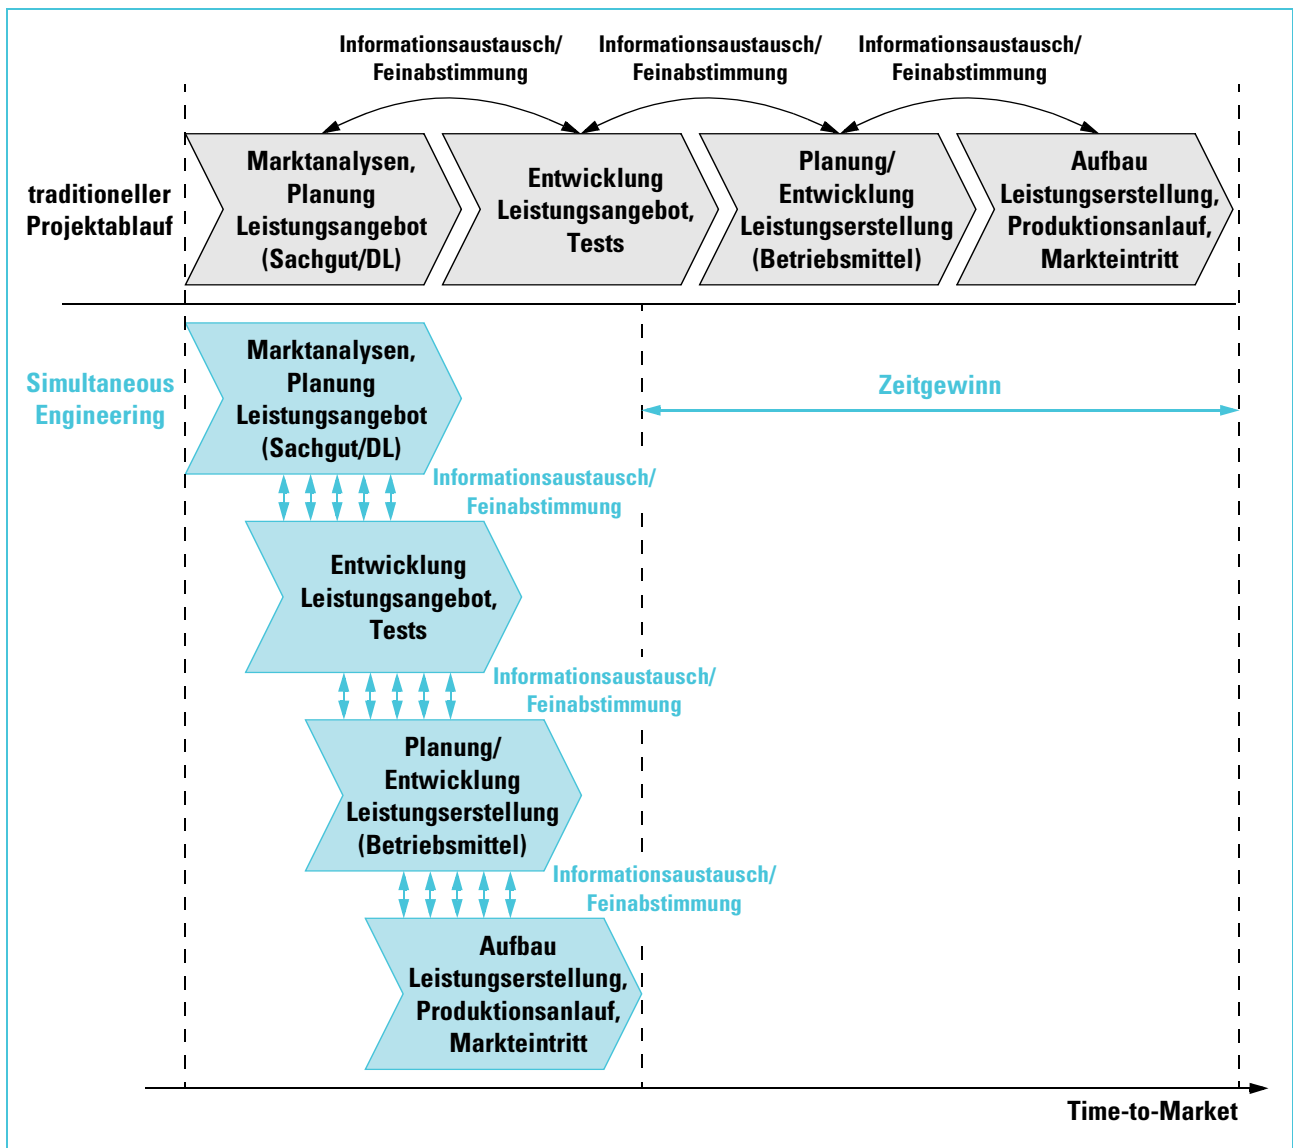 Informationsaustausch/
Feinabstimmung
Informationsaustausch/
Feinabstimmung
Informationsaustausch/
Feinabstimmung
traditioneller
Projektablauf
Marktanalysen,
Planung
Leistungsangebot
(Sachgut/DL)
Entwicklung
Leistungsangebot,
Tests
Planung/
Entwicklung
Leistungserstellung
(Betriebsmittel)
Aufbau
Leistungserstellung,
Produktionsanlauf,
Markteintritt
Simultaneous
Engineering
Marktanalysen,
Planung
Leistungsangebot
(Sachgut/DL)
Zeitgewinn
Informationsaustausch/
Feinabstimmung
Entwicklung
Leistungsangebot,
Tests
Informationsaustausch/
Feinabstimmung
Planung/
Entwicklung
Leistungserstellung
(Betriebsmittel)
Informationsaustausch/
Feinabstimmung
Aufbau
Leistungserstellung,
Produktionsanlauf,
Markteintritt
Time-to-Market